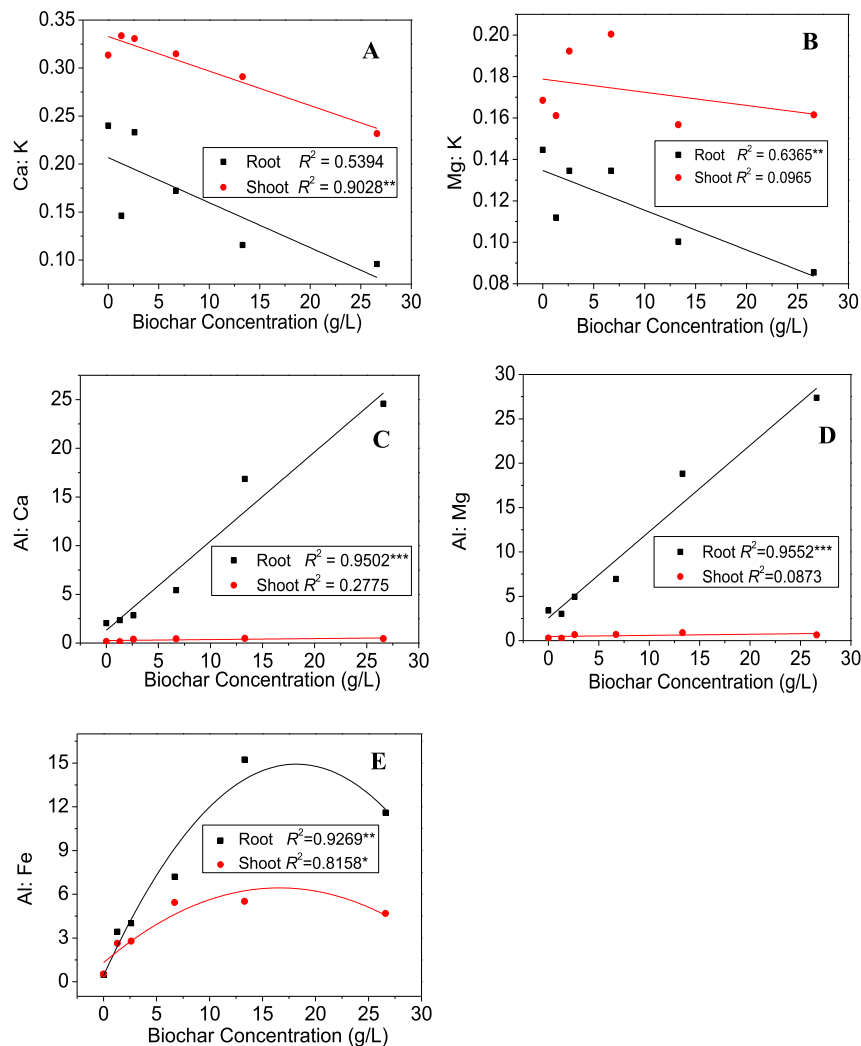 0.35
0.30
0.25
0.20
0.15
0.10
Ca: K
A
Root R² = 0.5394
Shoot R² = 0.9028**
0 5 10 15 20 25 30
Biochar Concentration (g/L)
0.20
0.18
0.16
0.14
0.12
0.10
0.08
Mg: K
B
Root R² = 0.6365**
Shoot R² = 0.0965
0 5 10 15 20 25 30
Biochar Concentration (g/L)
25
20
15
10
5
0
Al: Ca
C
Root R² = 0.9502***
Shoot R² = 0.2775
0 5 10 15 20 25 30
Biochar Concentration (g/L)
30
25
20
15
10
5
0
Al: Mg
D
Root R²=0.9552***
Shoot R²=0.0873
0 5 10 15 20 25 30
Biochar Concentration (g/L)
15
12
9
6
3
0
Al: Fe
E
Root R²=0.9269**
Shoot R²=0.8158*
0 5 10 15 20 25 30
Biochar Concentration (g/L)